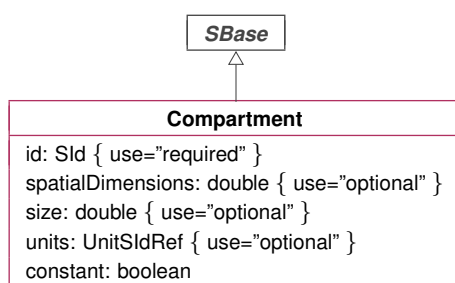 SBase
Compartment
id: SId { use=”required” }
spatialDimensions: double { use=”optional” }
size: double { use=”optional” }
units: UnitSIdRef { use=”optional” }
constant: boolean